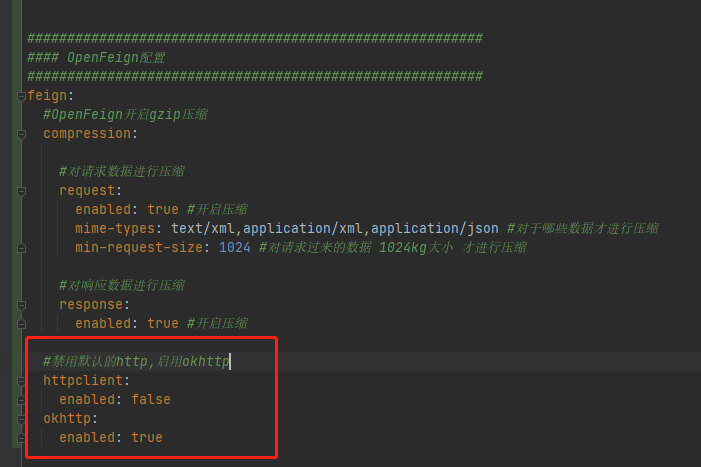 #########################################################
#### OpenFeign配置
#########################################################
feign:
  #OpenFeign开启gzip压缩
  compression:
    #对请求数据进行压缩
    request:
      enabled: true #开启压缩
      mime-types: text/xml,application/xml,application/json #对于哪些数据才进行压缩
      min-request-size: 1024 #对请求过来的数据 1024kg大小 才进行压缩
    #对响应数据进行压缩
    response:
      enabled: true #开启压缩
  #禁用默认的http,启用okhttp
  httpclient:
    enabled: false
  okhttp:
    enabled: true